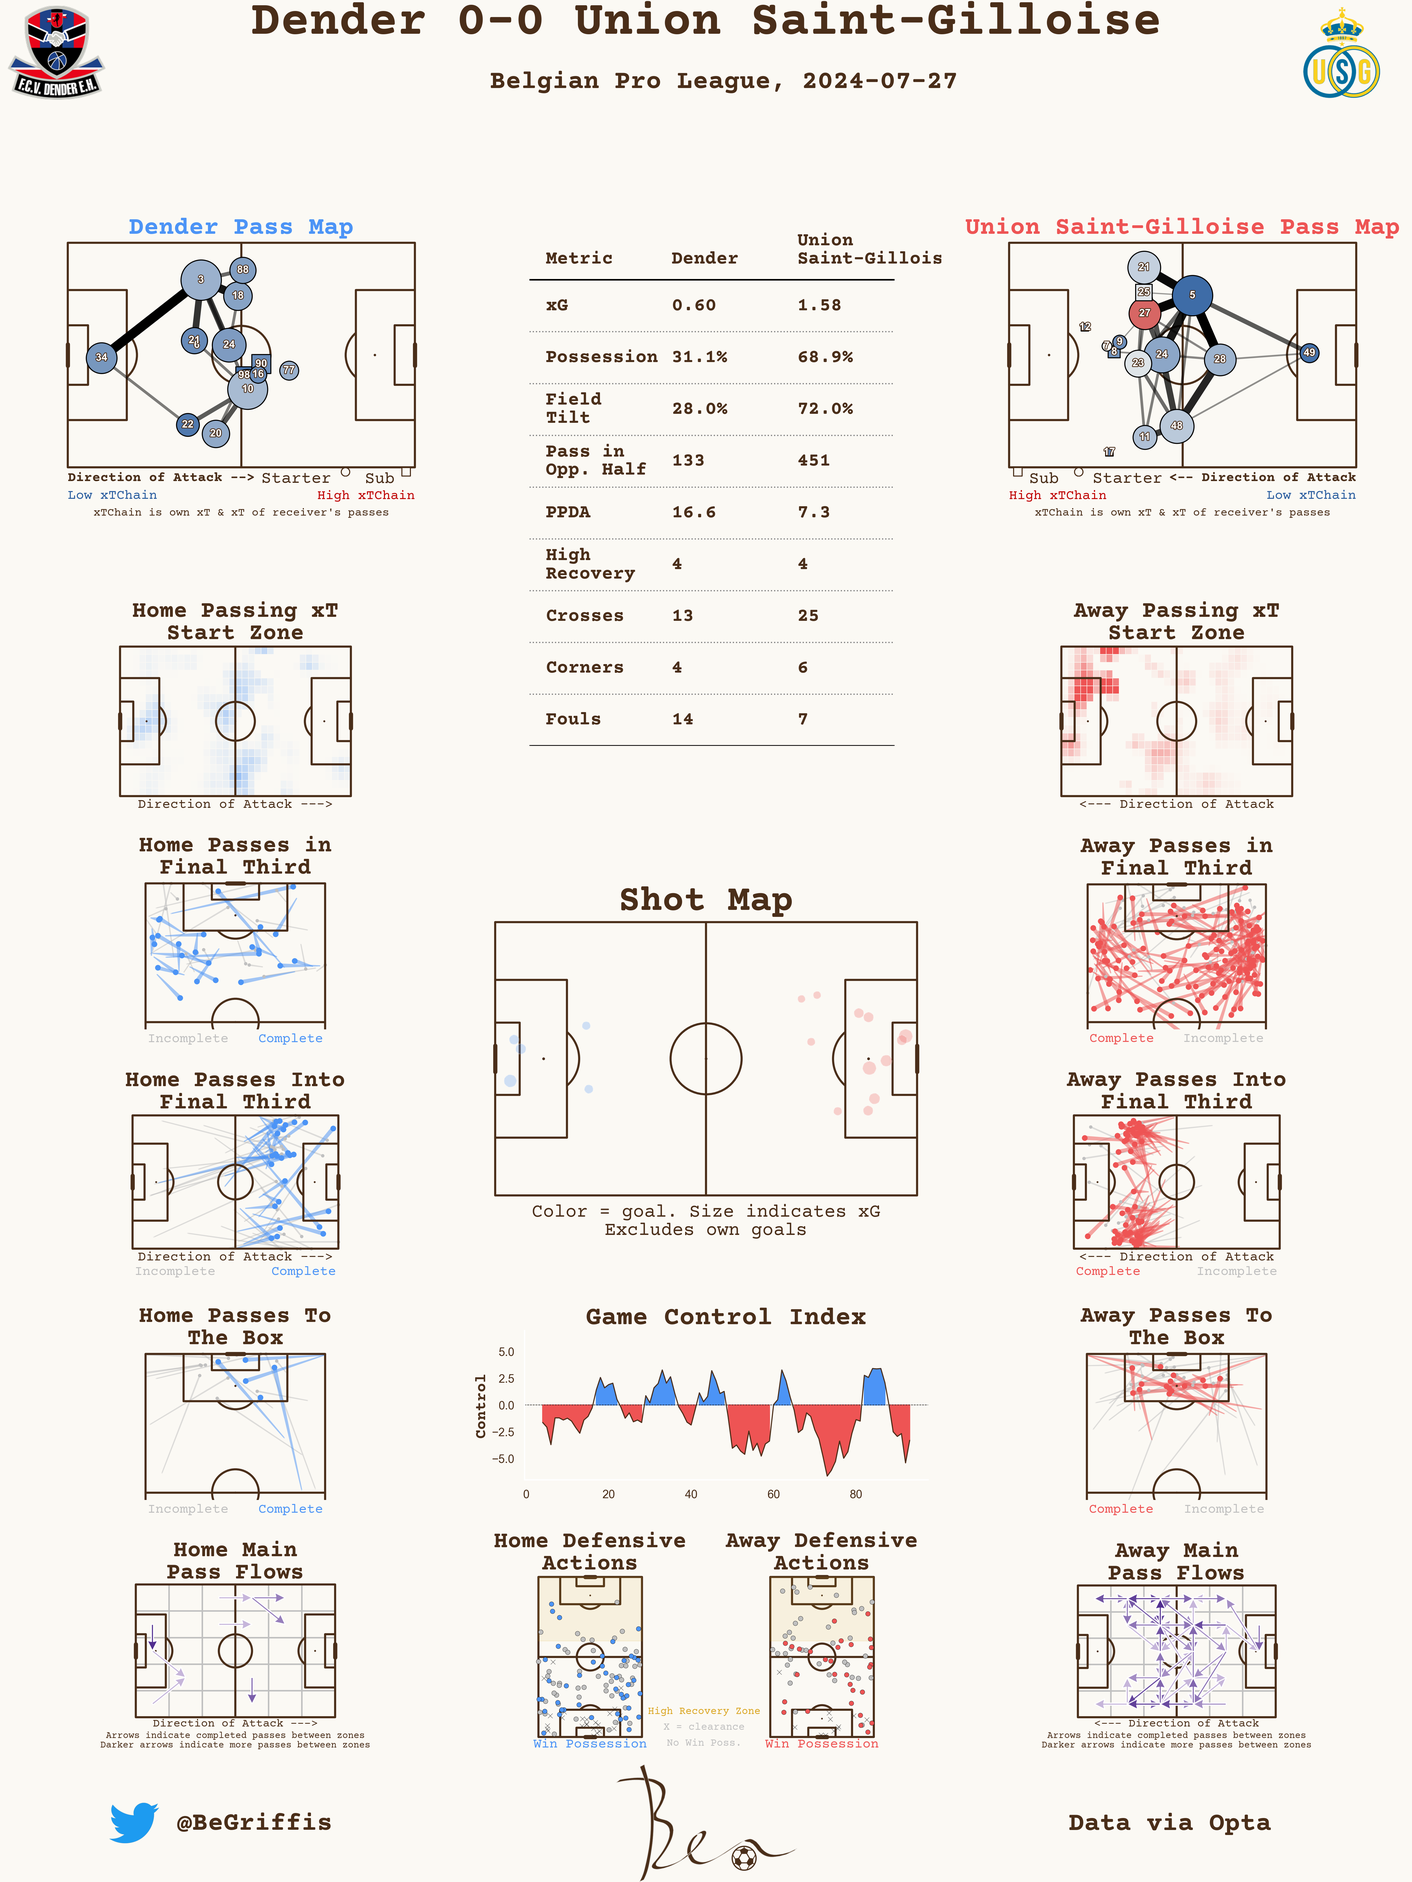 Dender 0-0 Union Saint-Gilloise
Belgian Pro League, 2024-07-27
F.C.V. DENDER E.H.
1897
USG
Dender Pass Map
3
88
18
21
24
34
90
98
16
77
10
22
20
Direction of Attack --> Starter Sub
Low xTChain High xTChain
xTChain is own xT & xT of receiver's passes
Metric Dender Union Saint-Gillois
xG 0.60 1.58
Possession 31.1% 68.9%
Field Tilt 28.0% 72.0%
Pass in Opp. Half 133 451
PPDA 16.6 7.3
High Recovery 4 4
Crosses 13 25
Corners 4 6
Fouls 14 7
Union Saint-Gilloise Pass Map
21
25
5
27
12
9
7
8
23
24
28
49
48
11
17
Sub Starter <-- Direction of Attack
High xTChain Low xTChain
xTChain is own xT & xT of receiver's passes
Home Passing xT
Start Zone
Direction of Attack --->
Away Passing xT
Start Zone
<--- Direction of Attack
Home Passes in
Final Third
Incomplete Complete
Shot Map
Color = goal. Size indicates xG
Excludes own goals
Away Passes in
Final Third
Complete Incomplete
Home Passes Into
Final Third
Direction of Attack --->
Incomplete Complete
Away Passes Into
Final Third
<--- Direction of Attack
Complete Incomplete
Home Passes To
The Box
Incomplete Complete
Game Control Index
Control
5.0
2.5
0.0
−2.5
−5.0
0 20 40 60 80
Away Passes To
The Box
Complete Incomplete
Home Main
Pass Flows
Direction of Attack --->
Arrows indicate completed passes between zones
Darker arrows indicate more passes between zones
Home Defensive
Actions
Win Possession
High Recovery Zone
X = clearance
No Win Poss.
Away Defensive
Actions
Win Possession
Away Main
Pass Flows
<--- Direction of Attack
Arrows indicate completed passes between zones
Darker arrows indicate more passes between zones
@BeGriffis
Ben
Data via Opta